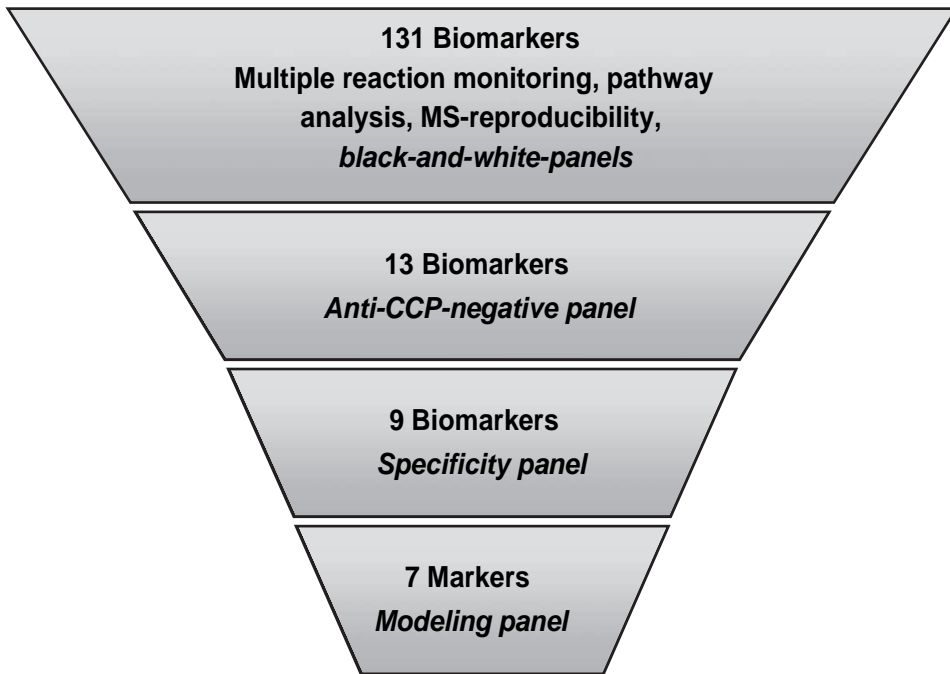 131 Biomarkers
Multiple reaction monitoring, pathway
analysis, MS-reproducibility,
black-and-white-panels
13 Biomarkers
Anti-CCP-negative panel
9 Biomarkers
Specificity panel
7 Markers
Modeling panel